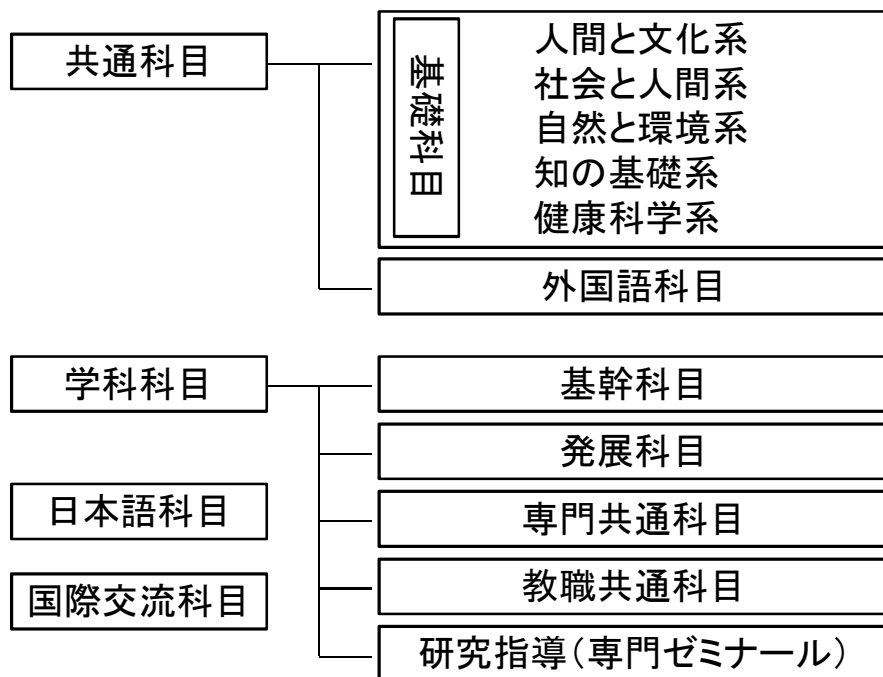 共通科目
基礎科目
人間と文化系
社会と人間系
自然と環境系
知の基礎系
健康科学系
外国語科目
学科科目
基幹科目
発展科目
日本語科目
専門共通科目
国際交流科目
教職共通科目
研究指導（専門ゼミナール）